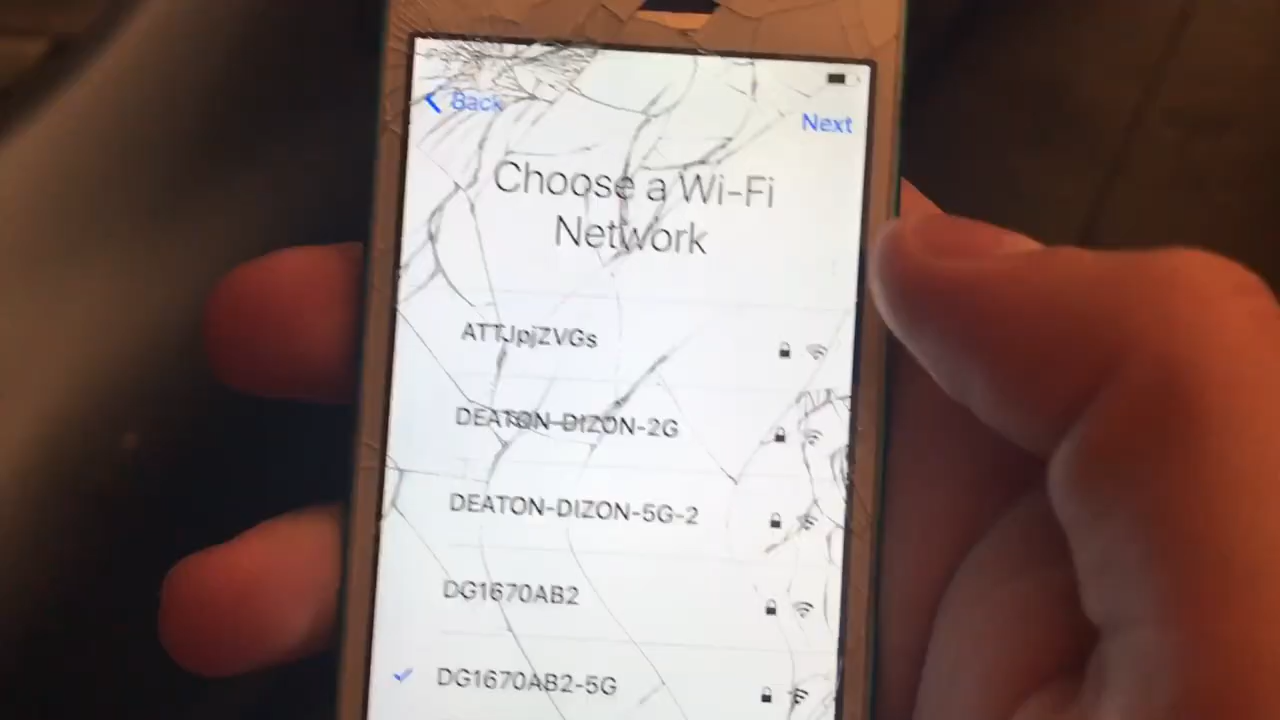 Back
Next
Choose a Wi-Fi
Network
ATTJpjZVGs
DEATON-DIZON-2G
DEATON-DIZON-5G-2
DG1670AB2
DG1670AB2-5G